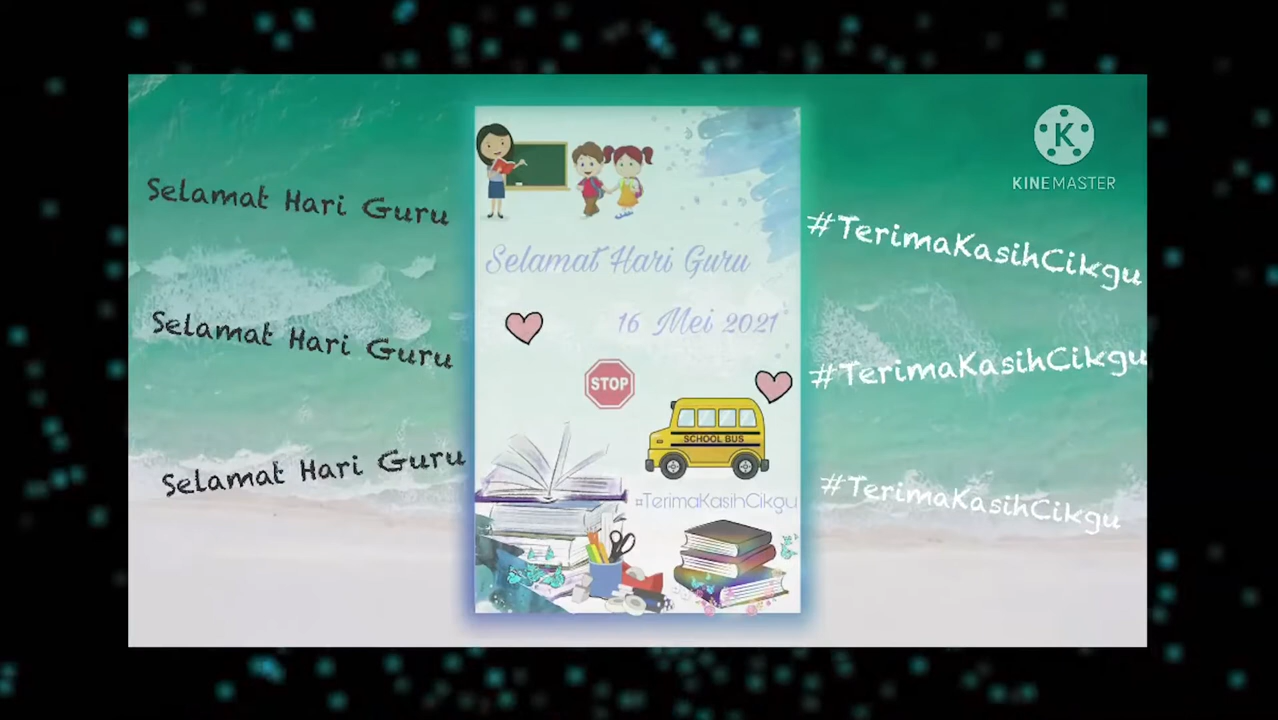 Selamat Hari Guru
Selamat Hari Guru
Selamat Hari Guru
Selamat Hari Guru
16 Mei 2021
STOP
SCHOOL BUS
¤TerimaKasihCikgu
K
KINEMASTER
#TerimaKasihCikgu
#TerimaKasihCikgu
#TerimaKasihCikgu